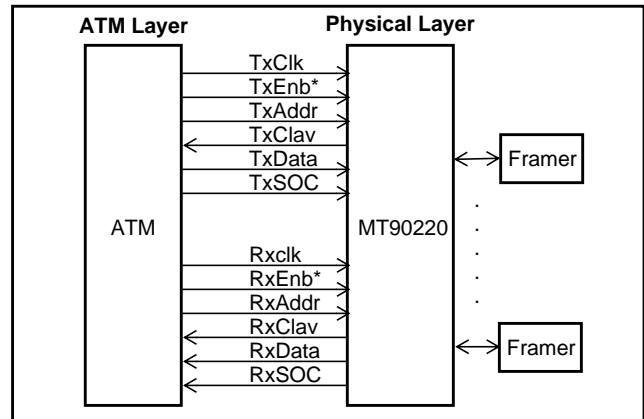 ATM Layer
Physical Layer
TxClk
TxEnb*
TxAddr
TxClav
TxData
TxSOC
Framer
ATM
MT90220
Rxclk
RxEnb*
RxAddr
RxClav
RxData
RxSOC
Framer